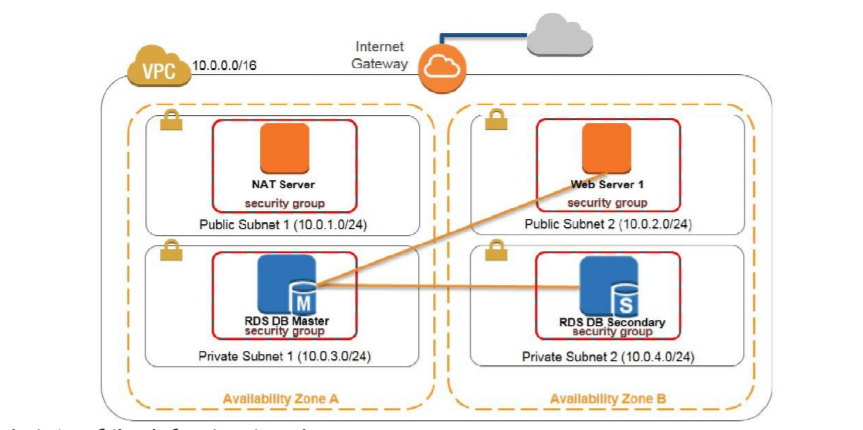 Internet
Gateway
VPC
10.0.0.0/16
NAT Server
security group
Public Subnet 1 (10.0.1.0/24)
Web Server 1
security group
Public Subnet 2 (10.0.2.0/24)
M
RDS DB Master
security group
Private Subnet 1 (10.0.3.0/24)
S
RDS DB Secondary
security group
Private Subnet 2 (10.0.4.0/24)
Availability Zone A
Availability Zone B